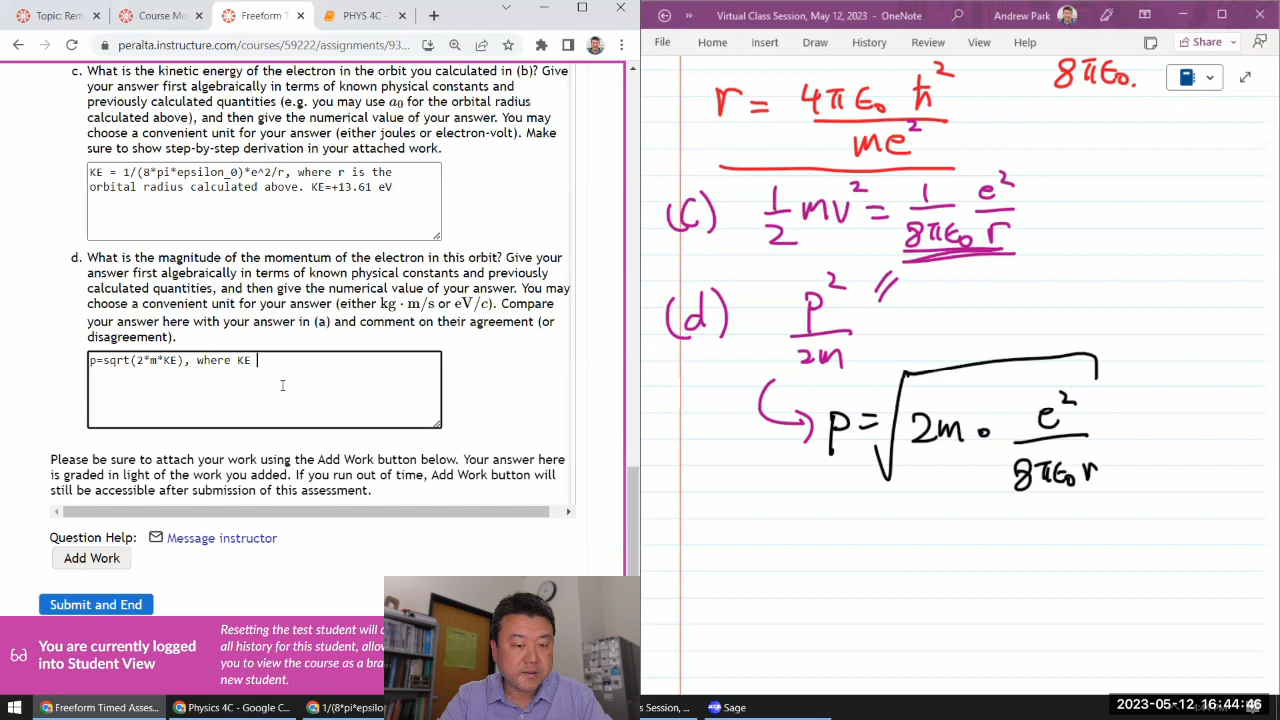 Topic Rem
Course Mo
Freeform T
PHYS 4C -
peralta.instructure.com/courses/59222/assignments/93...
c. What is the kinetic energy of the electron in the orbit you calculated in (b)? Give
your answer first algebraically in terms of known physical constants and
previously calculated quantities (e.g. you may use a₀ for the orbital radius
calculated above), and then give the numerical value of your answer. You may
choose a convenient unit for your answer (either joules or electron-volt). Make
sure to show step-by-step derivation in your attached work.
KE = 1/(8*pi*epsilon_0)*e^2/r, where r is the
orbital radius calculated above. KE=+13.61 eV
d. What is the magnitude of the momentum of the electron in this orbit? Give your
answer first algebraically in terms of known physical constants and previously
calculated quantities, and then give the numerical value of your answer. You may
choose a convenient unit for your answer (either kg · m/s or eV/c). Compare
your answer here with your answer in (a) and comment on their agreement (or
disagreement).
p=sqrt(2*m*KE), where KE
Please be sure to attach your work using the Add Work button below. Your answer here
is graded in light of the work you added. If you run out of time, Add Work button will
still be accessible after submission of this assessment.
Question Help: Message instructor
Add Work
Submit and End
You are currently logged
into Student View
Resetting the test student will c
all history for this student, allow
you to view the course as a bra
new student.
Virtual Class Session, May 12, 2023 - OneNote
Andrew Park
File Home Insert Draw History Review View Help
Share
8πε₀.
r = 4πε₀ ħ² / me²
(c) 1/2 mv² = 1/8πε₀ e²/r
(d) p²/2m //
p = √(2m · e²/8πε₀r)
Freeform Timed Asses...
Physics 4C - Google C...
1/(8*pi*epsilo
s Session, ...
Sage
2023-05-12 16:44:46